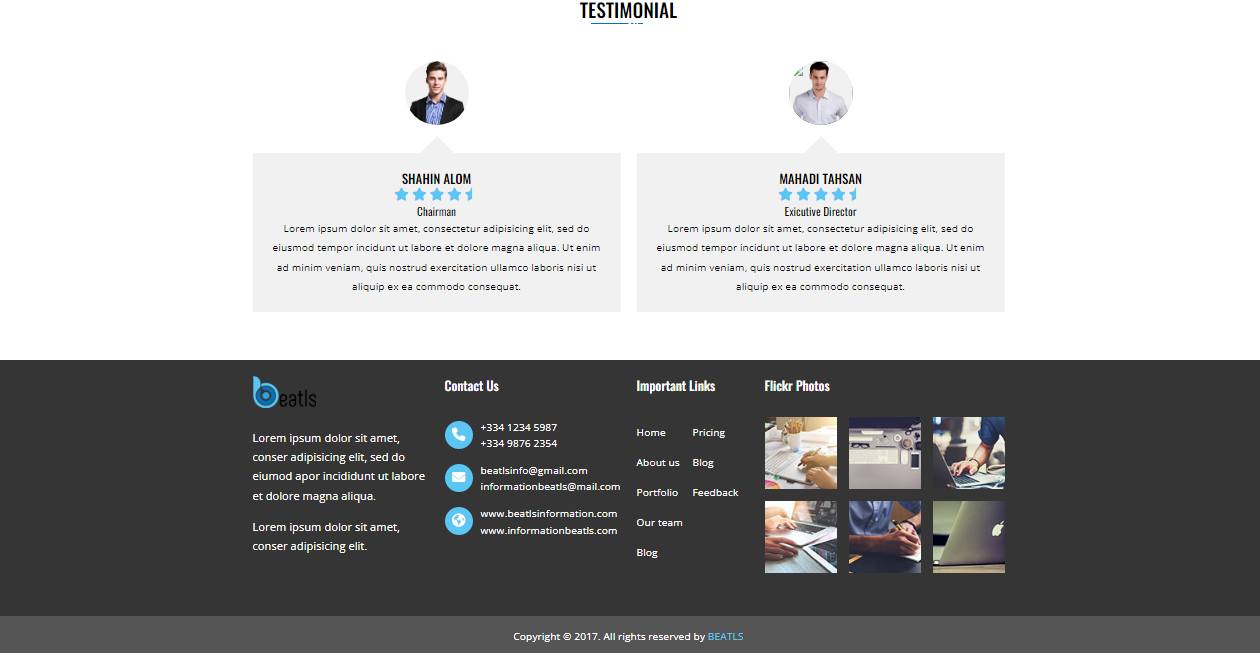 TESTIMONIAL
SHAHIN ALOM
Chairman
Lorem ipsum dolor sit amet, consectetur adipisicing elit, sed do
eiusmod tempor incidunt ut labore et dolore magna aliqua. Ut enim
ad minim veniam, quis nostrud exercitation ullamco laboris nisi ut
aliquip ex ea commodo consequat.
MAHADI TAHSAN
Exicutive Director
Lorem ipsum dolor sit amet, consectetur adipisicing elit, sed do
eiusmod tempor incidunt ut labore et dolore magna aliqua. Ut enim
ad minim veniam, quis nostrud exercitation ullamco laboris nisi ut
aliquip ex ea commodo consequat.
beatls
Lorem ipsum dolor sit amet,
conser adipisicing elit, sed do
eiumod apor incididunt ut labore
et dolore magna aliqua.
Lorem ipsum dolor sit amet,
conser adipisicing elit.
Contact Us
+334 1234 5987
+334 9876 2354
beatlsinfo@gmail.com
informationbeatls@mail.com
www.beatlsinformation.com
www.informationbeatls.com
Important Links
Home
About us
Portfolio
Our team
Blog
Pricing
Blog
Feedback
Flickr Photos
Copyright © 2017. All rights reserved by BEATLS